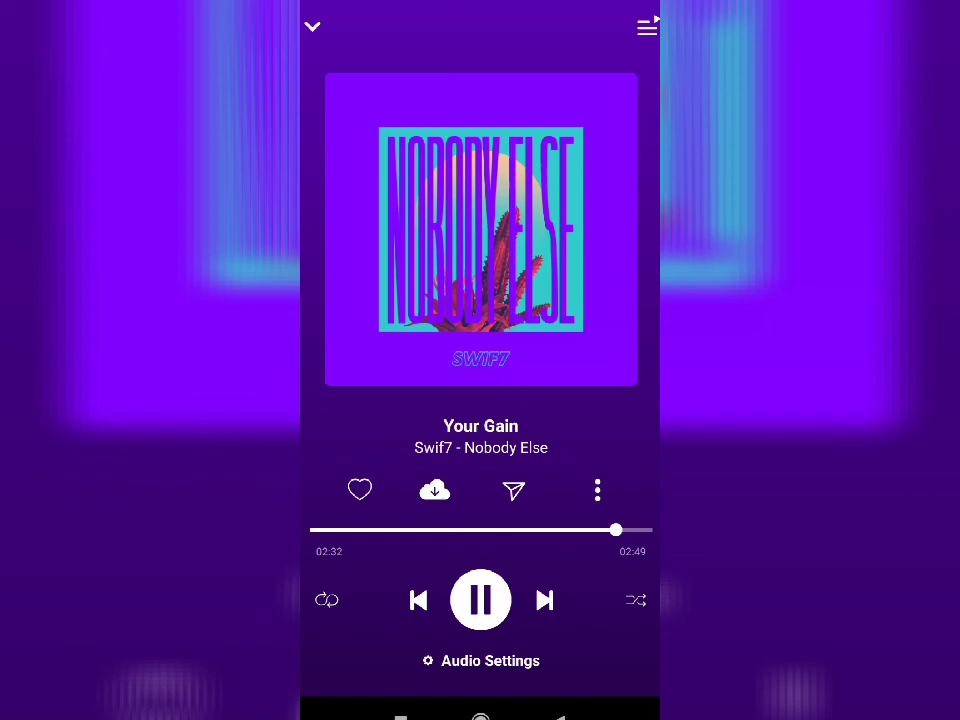 NOBODY ELSE
SWIF7
Your Gain
Swif7 - Nobody Else
02:32
02:49
Audio Settings